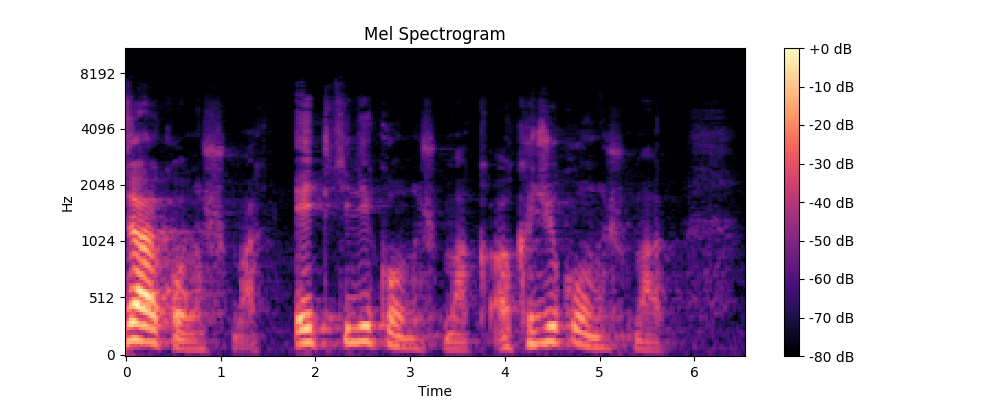 Mel Spectrogram
8192
4096
2048
1024
512
0
Hz
0 1 2 3 4 5 6
Time
+0 dB
-10 dB
-20 dB
-30 dB
-40 dB
-50 dB
-60 dB
-70 dB
-80 dB